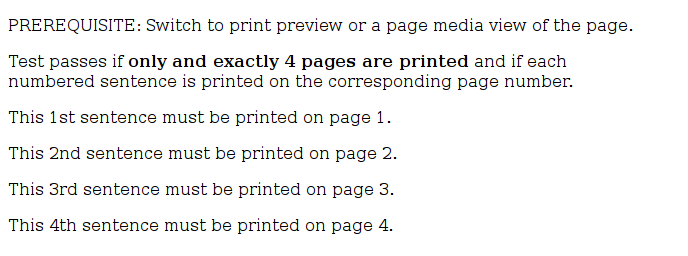 PREREQUISITE: Switch to print preview or a page media view of the page.
Test passes if only and exactly 4 pages are printed and if each
numbered sentence is printed on the corresponding page number.
This 1st sentence must be printed on page 1.
This 2nd sentence must be printed on page 2.
This 3rd sentence must be printed on page 3.
This 4th sentence must be printed on page 4.